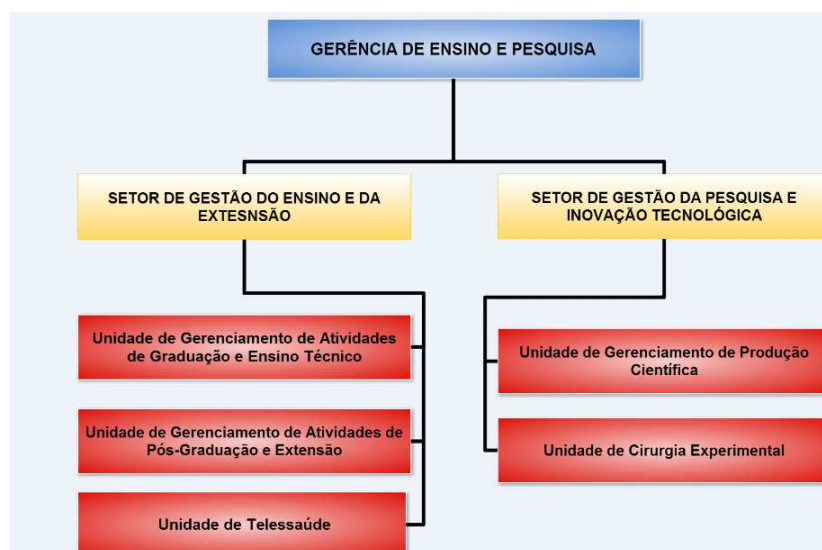 GERÊNCIA DE ENSINO E PESQUISA
SETOR DE GESTÃO DO ENSINO E DA
EXTESNSÃO
SETOR DE GESTÃO DA PESQUISA E
INOVAÇÃO TECNOLÓGICA
Unidade de Gerenciamento de Atividades
de Graduação e Ensino Técnico
Unidade de Gerenciamento de Atividades de
Pós-Graduação e Extensão
Unidade de Telessaúde
Unidade de Gerenciamento de Produção
Científica
Unidade de Cirurgia Experimental